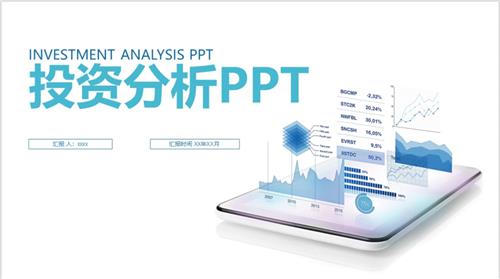 INVESTMENT ANALYSIS PPT
投资分析PPT
汇报人：xxxx
汇报时间 XX年XX月
BGCMP -2,32%
STC2K 20,24%
NWFBL 30,01%
SNCSH 16,05%
EVRST 9,5%
XSTDC 50,2%
2007 2010 2013 2016